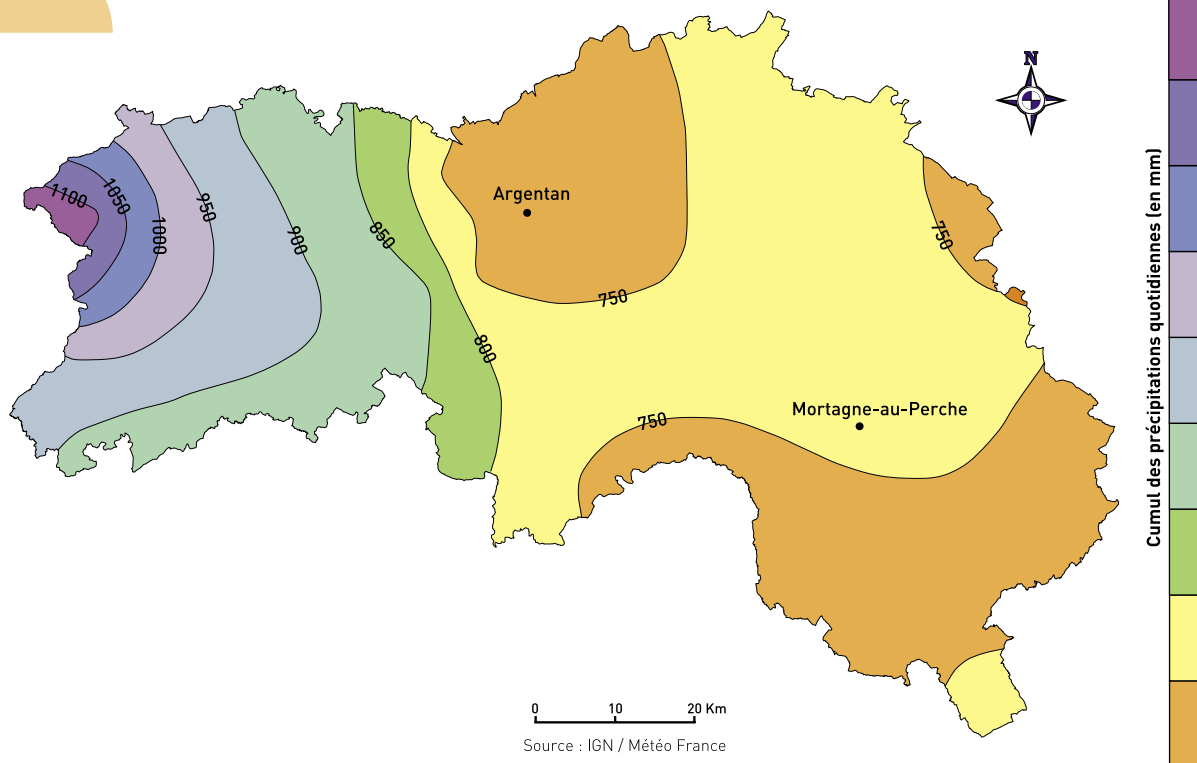 N
1100
1050
1000
950
900
850
800
750
750
750
Argentan
Mortagne-au-Perche
Cumul des précipitations quotidiennes (en mm)
0 10 20 Km
Source : IGN / Météo France